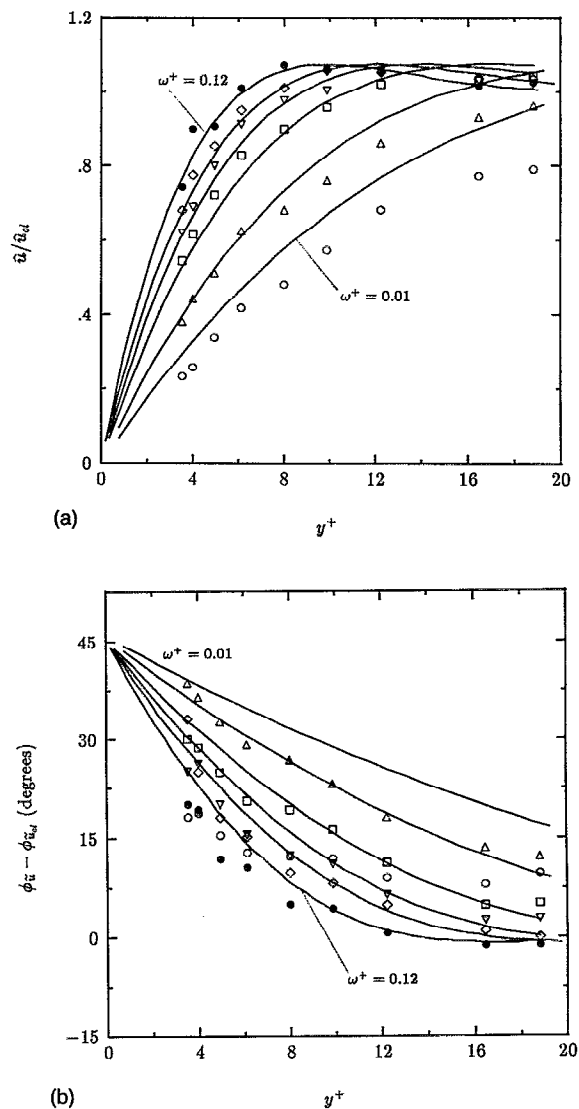 1.2
.8
.4
0
û/û_d
ω⁺ = 0.12
ω⁺ = 0.01
0 4 8 12 16 20
y⁺
(a)
45
30
15
0
−15
ϕ_ũ − ϕ_ũ_d (degrees)
ω⁺ = 0.01
ω⁺ = 0.12
0 4 8 12 16 20
y⁺
(b)